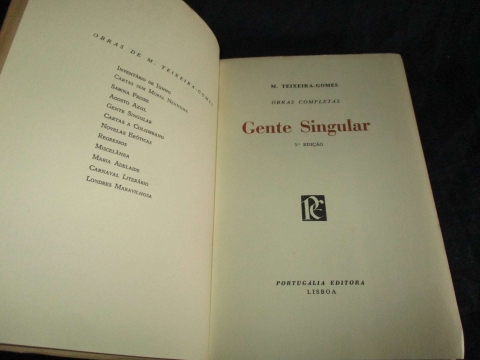 OBRAS DE M. TEIXEIRA-GOMES
INVENTÁRIO DE JUNHO
CARTAS SEM MORAL NENHUMA
SABINA FREIRE
AGOSTO AZUL
GENTE SINGULAR
CARTAS A COLUMBANO
NOVELAS ERÓTICAS
REGRESSOS
MISCELÂNEA
MARIA ADELAIDE
CARNAVAL LITERÁRIO
LONDRES MARAVILHOSA
M. TEIXEIRA-GOMES
OBRAS COMPLETAS
Gente Singular
EDIÇÃO
PORTUGÁLIA EDITORA
LISBOA